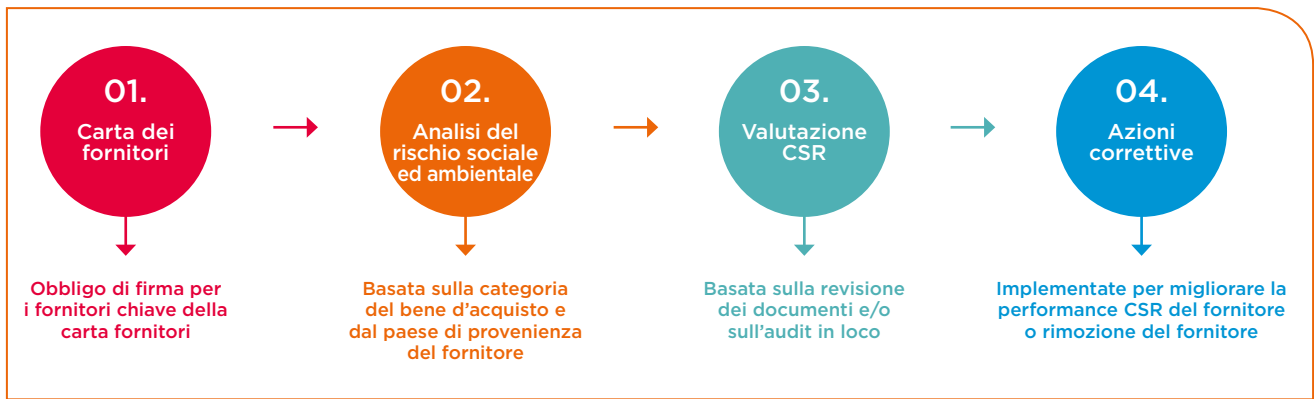 01.
Carta dei
fornitori
Obbligo di firma per
i fornitori chiave della
carta fornitori
02.
Analisi del
rischio sociale
ed ambientale
Basata sulla categoria
del bene d'acquisto e
dal paese di provenienza
del fornitore
03.
Valutazione
CSR
Basata sulla revisione
dei documenti e/o
sull'audit in loco
04.
Azioni
correttive
Implementate per migliorare la
performance CSR del fornitore
o rimozione del fornitore